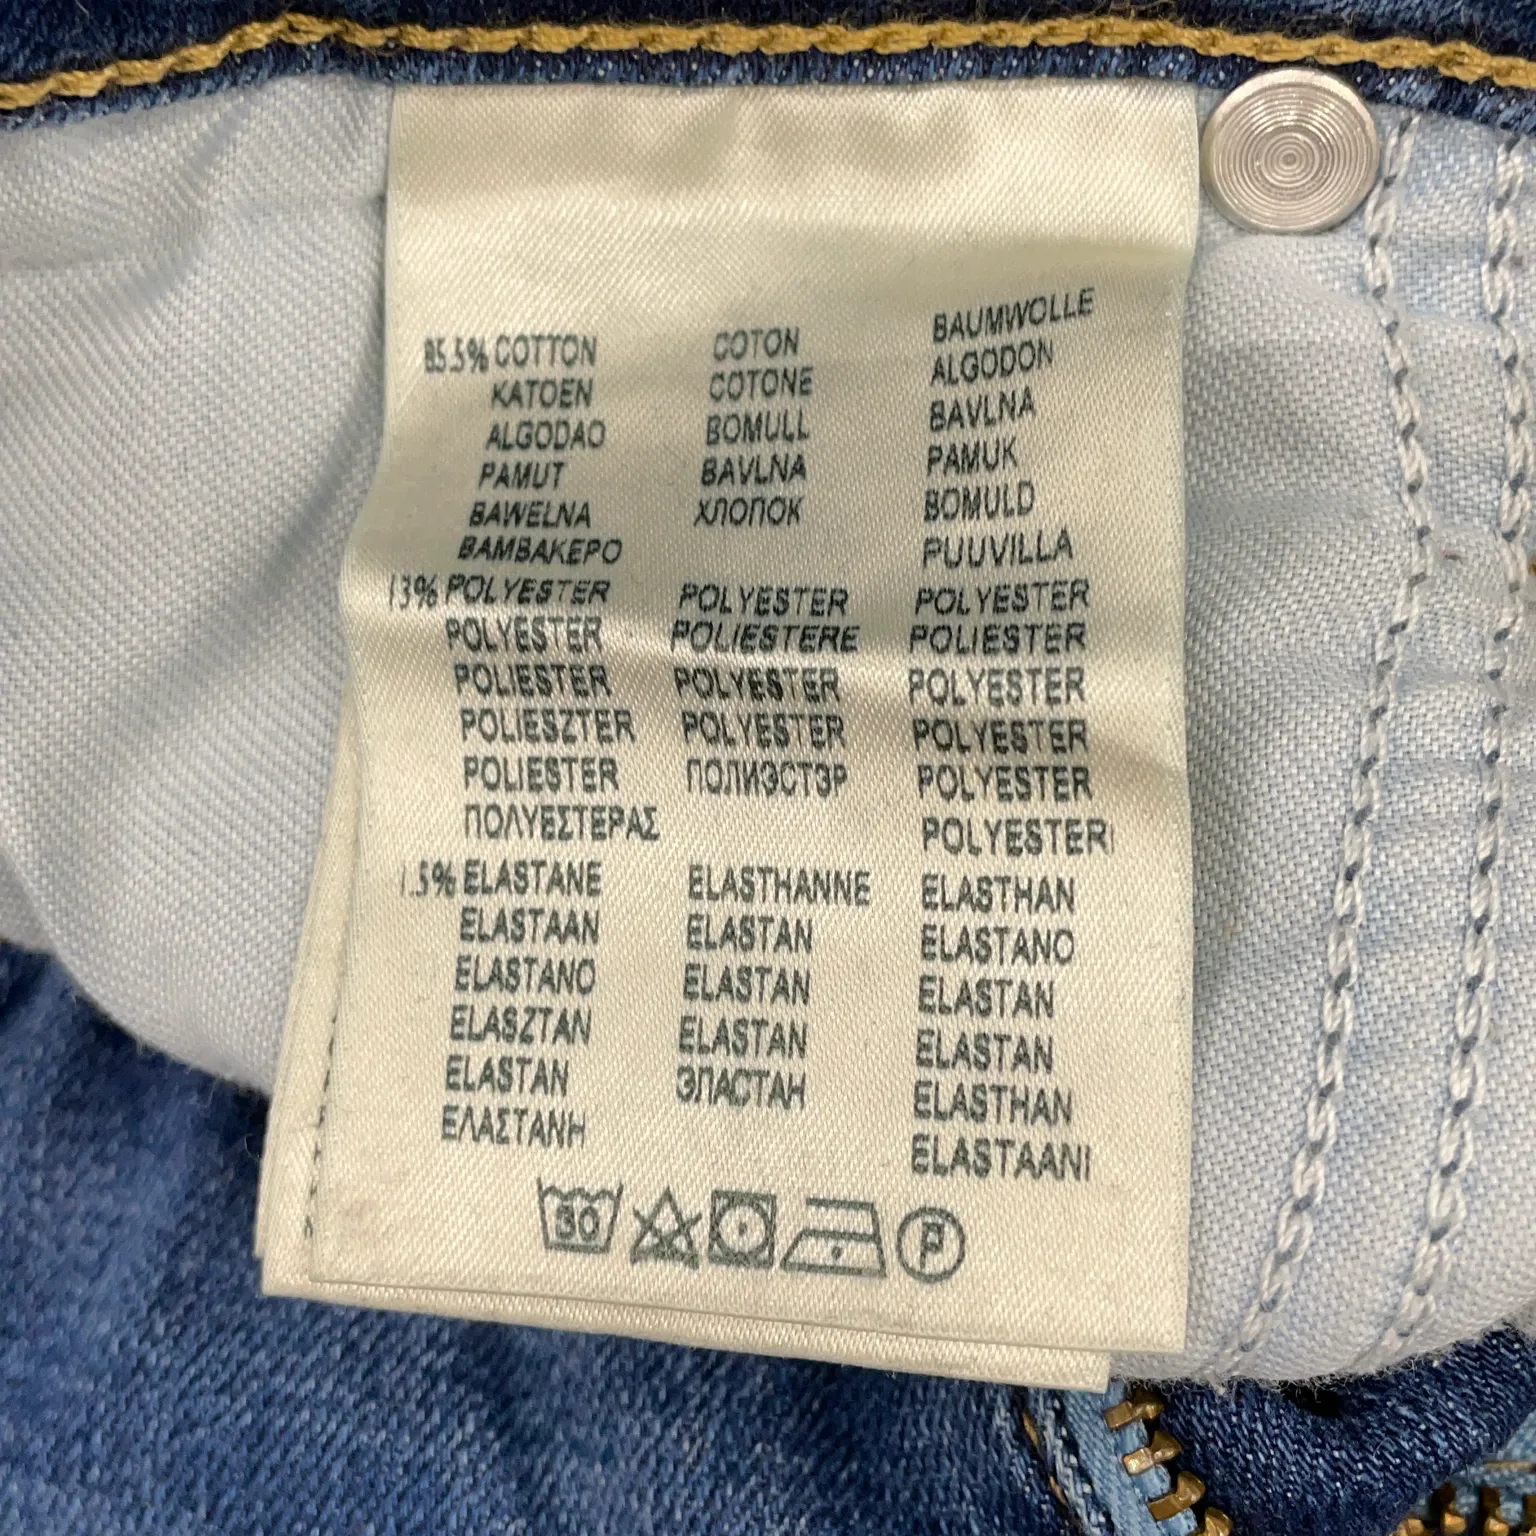 85.5% COTTON COTON BAUMWOLLE
KATOEN COTONE ALGODON
ALGODAO BOMULL BAVLNA
PAMUT BAVLNA PAMUK
BAWELNA ХЛОПОК BOMULD
ΒΑΜΒΑΚΕΡΟ PUUVILLA
13% POLYESTER POLYESTER POLYESTER
POLYESTER POLIESTERE POLIESTER
POLIESTER POLYESTER POLYESTER
POLIESZTER POLYESTER POLYESTER
POLIESTER ПОЛИЭСТЭР POLYESTER
ΠΟΛΥΕΣΤΕΡΑΣ POLYESTERI
1.5% ELASTANE ELASTHANNE ELASTHAN
ELASTAAN ELASTAN ELASTANO
ELASTANO ELASTAN ELASTAN
ELASZTAN ELASTAN ELASTAN
ELASTAN ЭЛАСТАН ELASTHAN
ΕΛΑΣΤΑΝΗ ELASTAANI
30 P